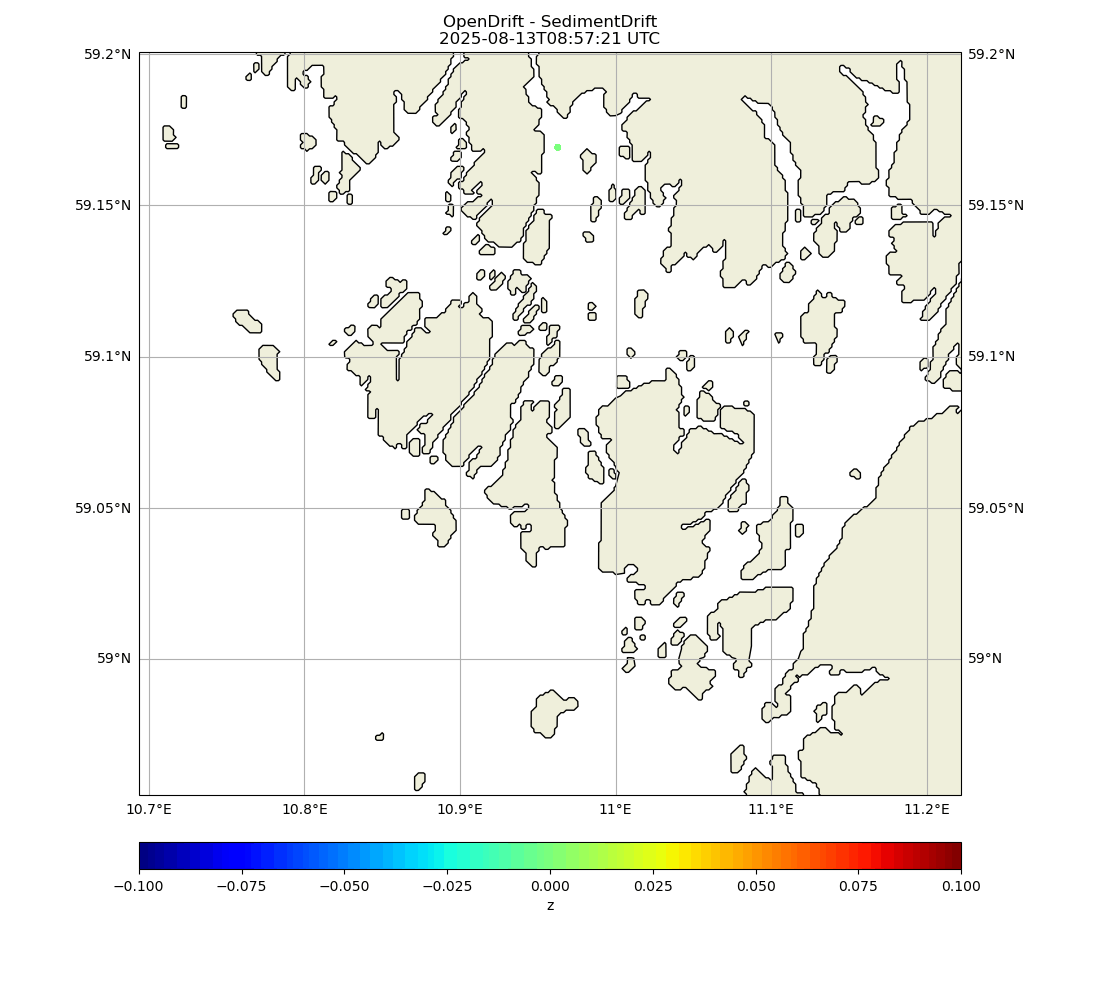 OpenDrift - SedimentDrift
2025-08-13T08:57:21 UTC
59.2°N 59.2°N
59.15°N 59.15°N
59.1°N 59.1°N
59.05°N 59.05°N
59°N 59°N
10.7°E 10.8°E 10.9°E 11°E 11.1°E 11.2°E
−0.100 −0.075 −0.050 −0.025 0.000 0.025 0.050 0.075 0.100
z